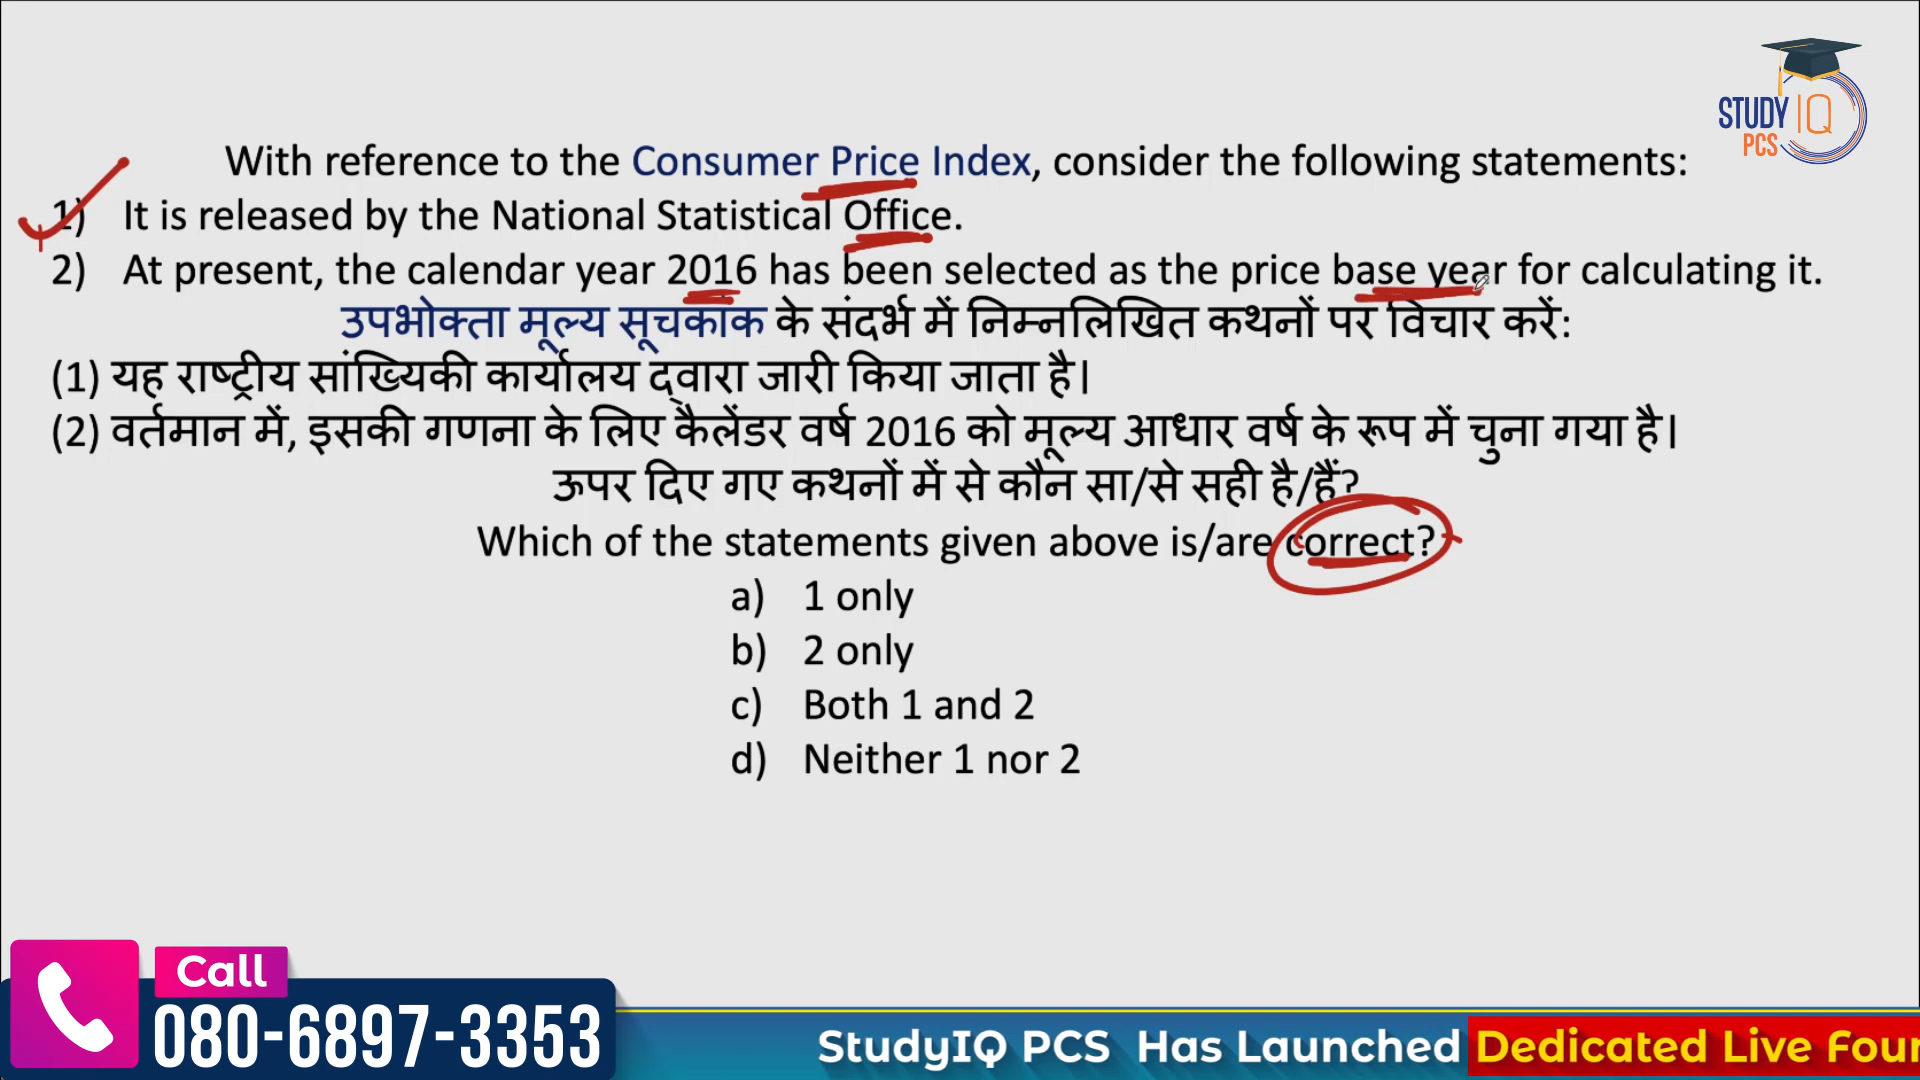 STUDY IQ
PCS
With reference to the Consumer Price Index, consider the following statements:
1) It is released by the National Statistical Office.
2) At present, the calendar year 2016 has been selected as the price base year for calculating it.
उपभोक्ता मूल्य सूचकांक के संदर्भ में निम्नलिखित कथनों पर विचार करें:
(1) यह राष्ट्रीय सांख्यिकी कार्यालय द्वारा जारी किया जाता है।
(2) वर्तमान में, इसकी गणना के लिए कैलेंडर वर्ष 2016 को मूल्य आधार वर्ष के रूप में चुना गया है।
ऊपर दिए गए कथनों में से कौन सा/से सही है/हैं?
Which of the statements given above is/are correct?
a) 1 only
b) 2 only
c) Both 1 and 2
d) Neither 1 nor 2
Call
080-6897-3353
StudyIQ PCS Has Launched Dedicated Live Four